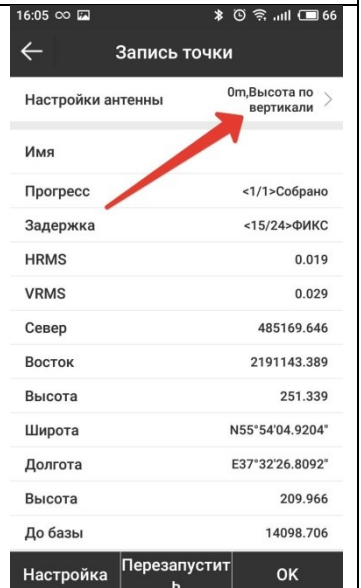 16:05 66
Запись точки
Настройки антенны 0m,Высота по
вертикали
Имя
Прогресс <1/1>Собрано
Задержка <15/24>ФИКС
HRMS 0.019
VRMS 0.029
Север 485169.646
Восток 2191143.389
Высота 251.339
Широта N55°54'04.9204"
Долгота E37°32'26.8092"
Высота 209.966
До базы 14098.706
Настройка Перезапустит
ь OK